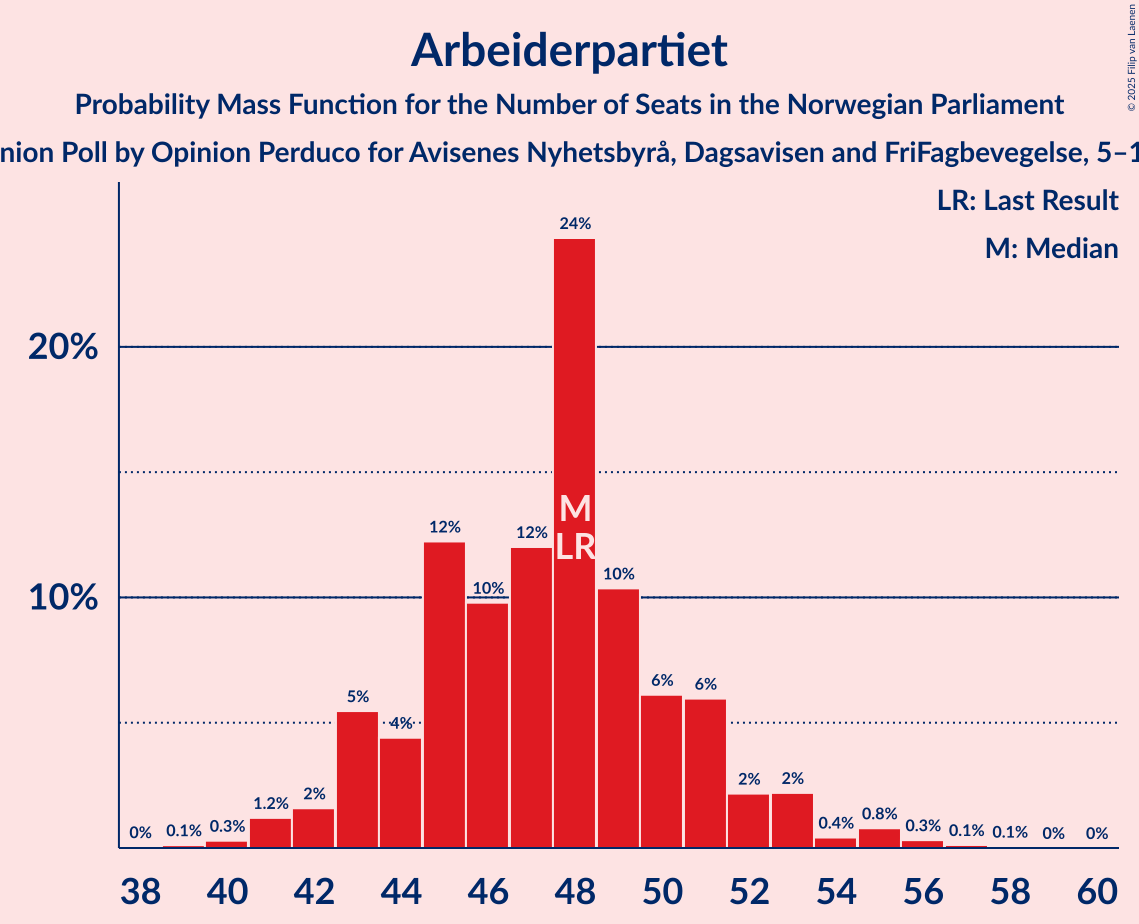 Arbeiderpartiet
Probability Mass Function for the Number of Seats in the Norwegian Parliament
nion Poll by Opinion Perduco for Avisenes Nyhetsbyrå, Dagsavisen and FriFagbevegelse, 5–1
© 2025 Filip van Laenen
LR: Last Result
M: Median
20%
10%
0% 0.1% 0.3% 1.2% 2% 5% 4% 12% 10% 12% 24% 10% 6% 6% 2% 2% 0.4% 0.8% 0.3% 0.1% 0.1% 0% 0%
M
LR
38 40 42 44 46 48 50 52 54 56 58 60